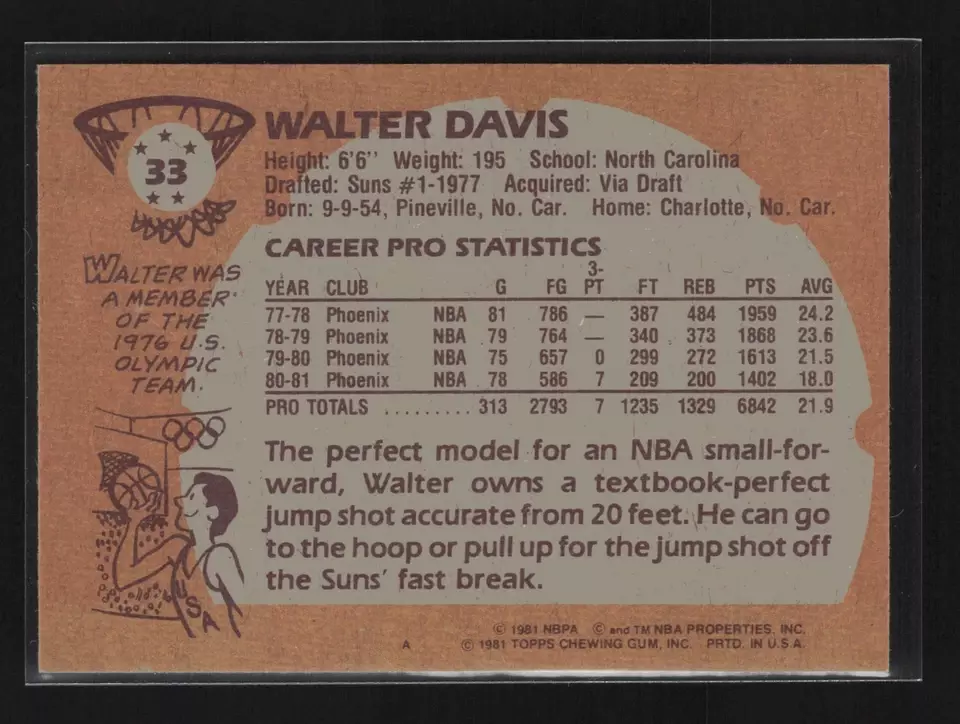 33
WALTER DAVIS
Height: 6'6" Weight: 195 School: North Carolina
Drafted: Suns #1-1977 Acquired: Via Draft
Born: 9-9-54, Pineville, No. Car. Home: Charlotte, No. Car.
WALTER WAS
A MEMBER
OF THE
1976 U.S.
OLYMPIC
TEAM.
USA
CAREER PRO STATISTICS
YEAR CLUB G FG 3-PT FT REB PTS AVG
77-78 Phoenix NBA 81 786 — 387 484 1959 24.2
78-79 Phoenix NBA 79 764 — 340 373 1868 23.6
79-80 Phoenix NBA 75 657 0 299 272 1613 21.5
80-81 Phoenix NBA 78 586 7 209 200 1402 18.0
PRO TOTALS ......... 313 2793 7 1235 1329 6842 21.9
The perfect model for an NBA small-for-
ward, Walter owns a textbook-perfect
jump shot accurate from 20 feet. He can go
to the hoop or pull up for the jump shot off
the Suns' fast break.
© 1981 NBPA © and TM NBA PROPERTIES, INC.
A © 1981 TOPPS CHEWING GUM, INC. PRTD. IN U.S.A.